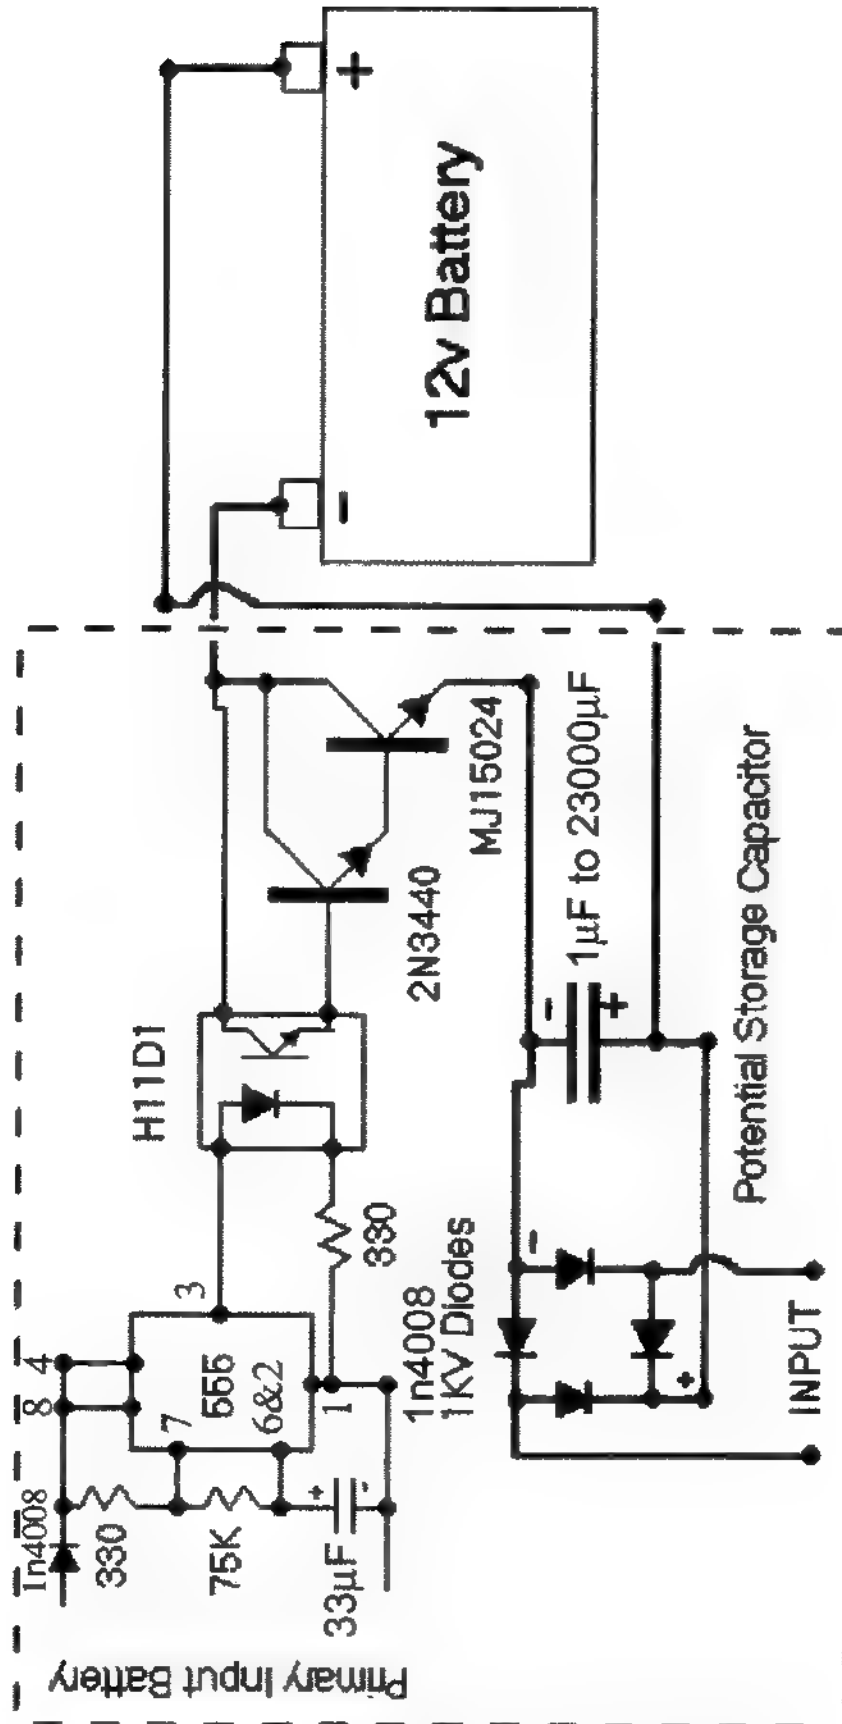 12v Battery
+
-
H11D1
2N3440
MJ15024
1µF to 23000µF
-
+
Potential Storage Capacitor
3
330
4
8
7
555
6&2
1
1n4008
1KV Diodes
1n4008
330
75K
33µF
+
-
-
+
INPUT
Primary Input Battery